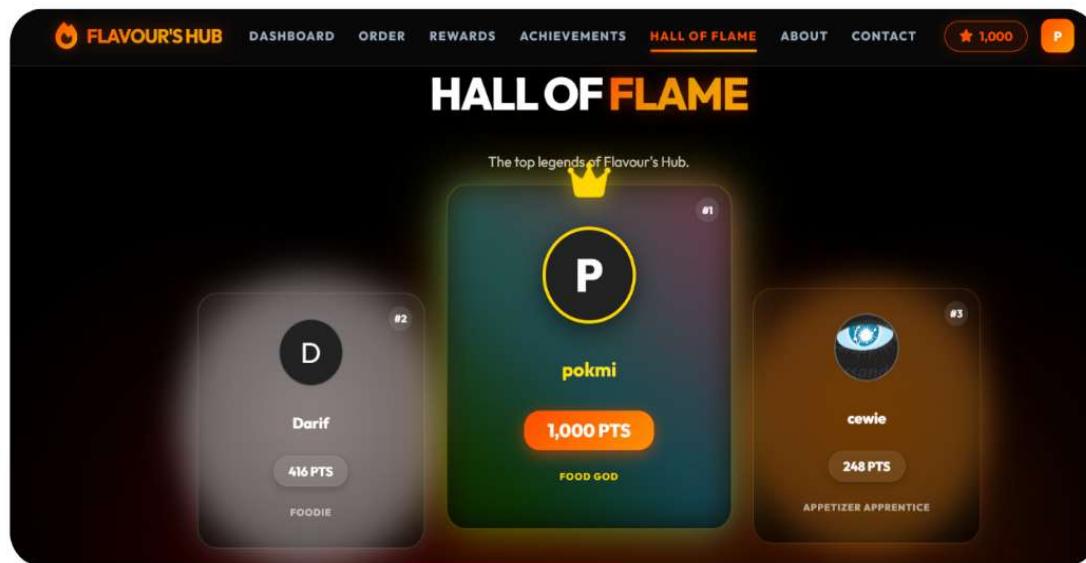 FLAVOUR'S HUB DASHBOARD ORDER REWARDS ACHIEVEMENTS HALL OF FLAME ABOUT CONTACT 1,000 P
HALL OF FLAME
The top legends of Flavour's Hub.
#1
P
pokmi
1,000 PTS
FOOD GOD
#2
D
Darif
416 PTS
FOODIE
#3
cewie
248 PTS
APPETIZER APPRENTICE